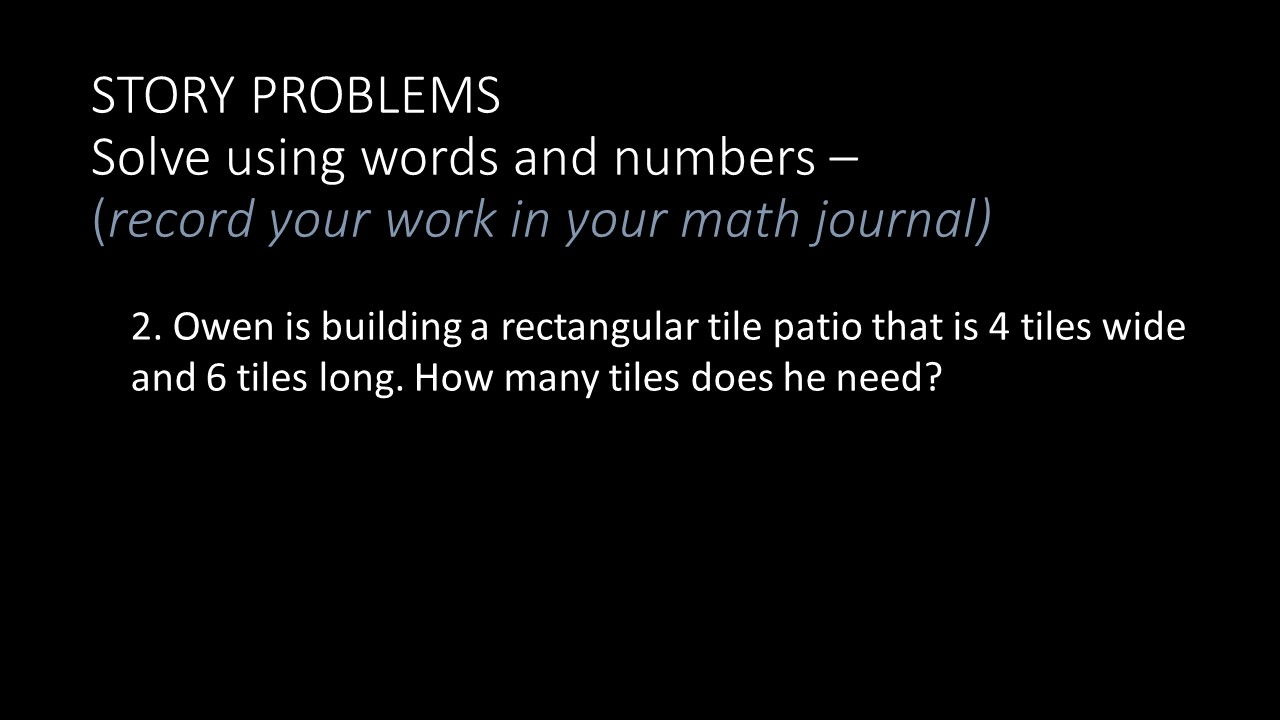 STORY PROBLEMS
Solve using words and numbers –
(record your work in your math journal)
2. Owen is building a rectangular tile patio that is 4 tiles wide
and 6 tiles long. How many tiles does he need?